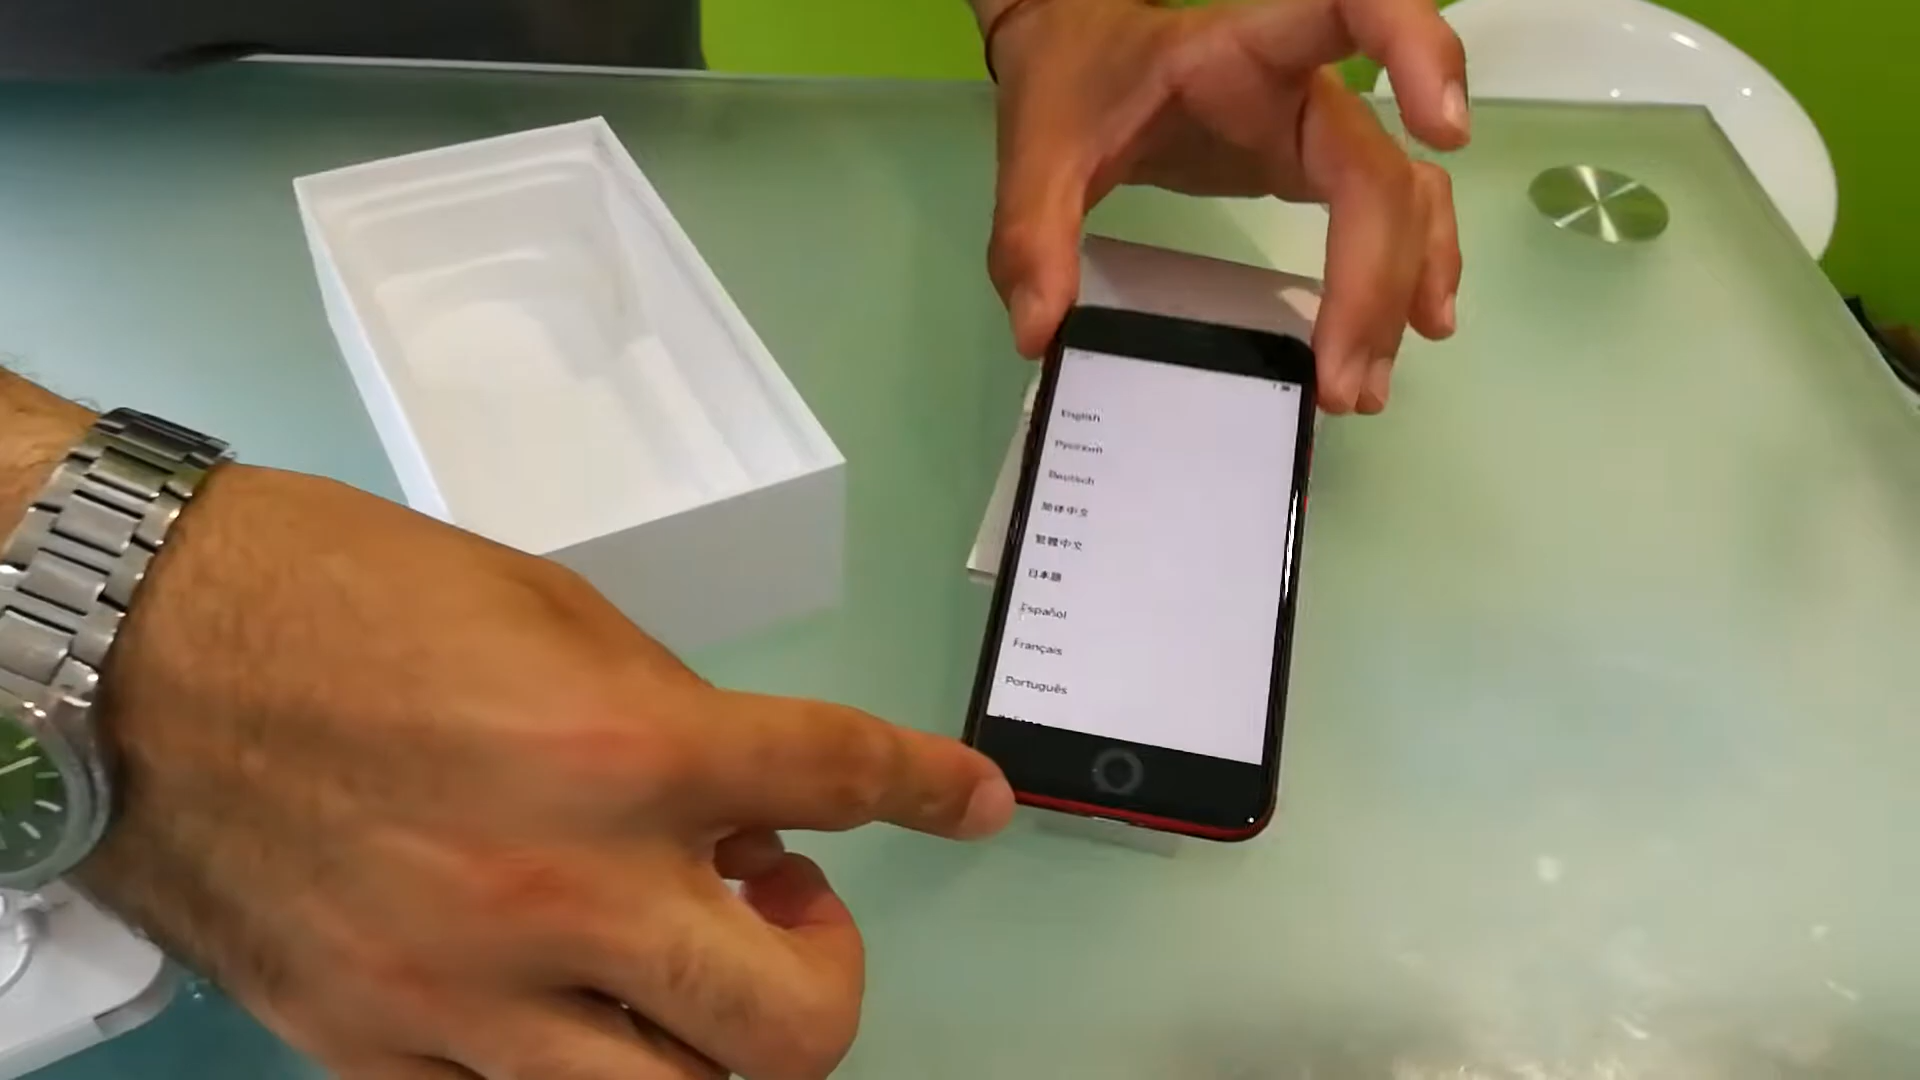 English
Русский
Deutsch
简体中文
繁體中文
日本語
Español
Français
Português